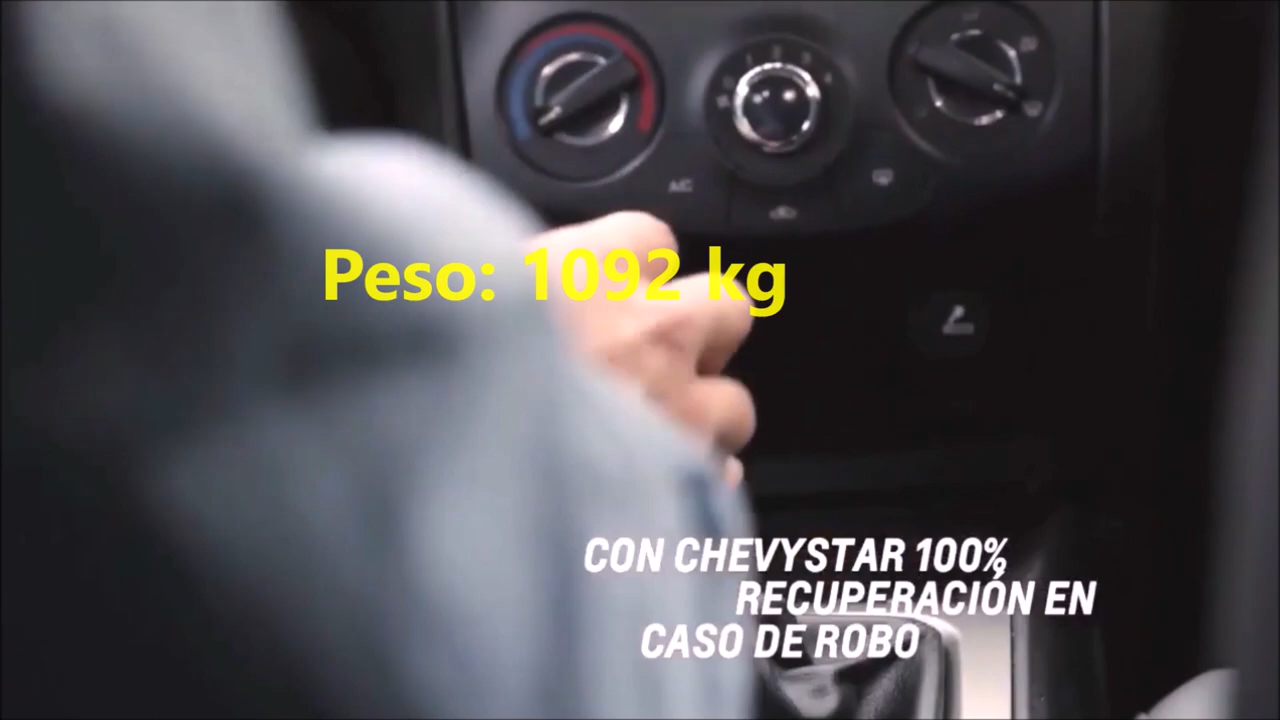 A/C
Peso: 1092 kg
CON CHEVYSTAR 100%
RECUPERACIÓN EN
CASO DE ROBO